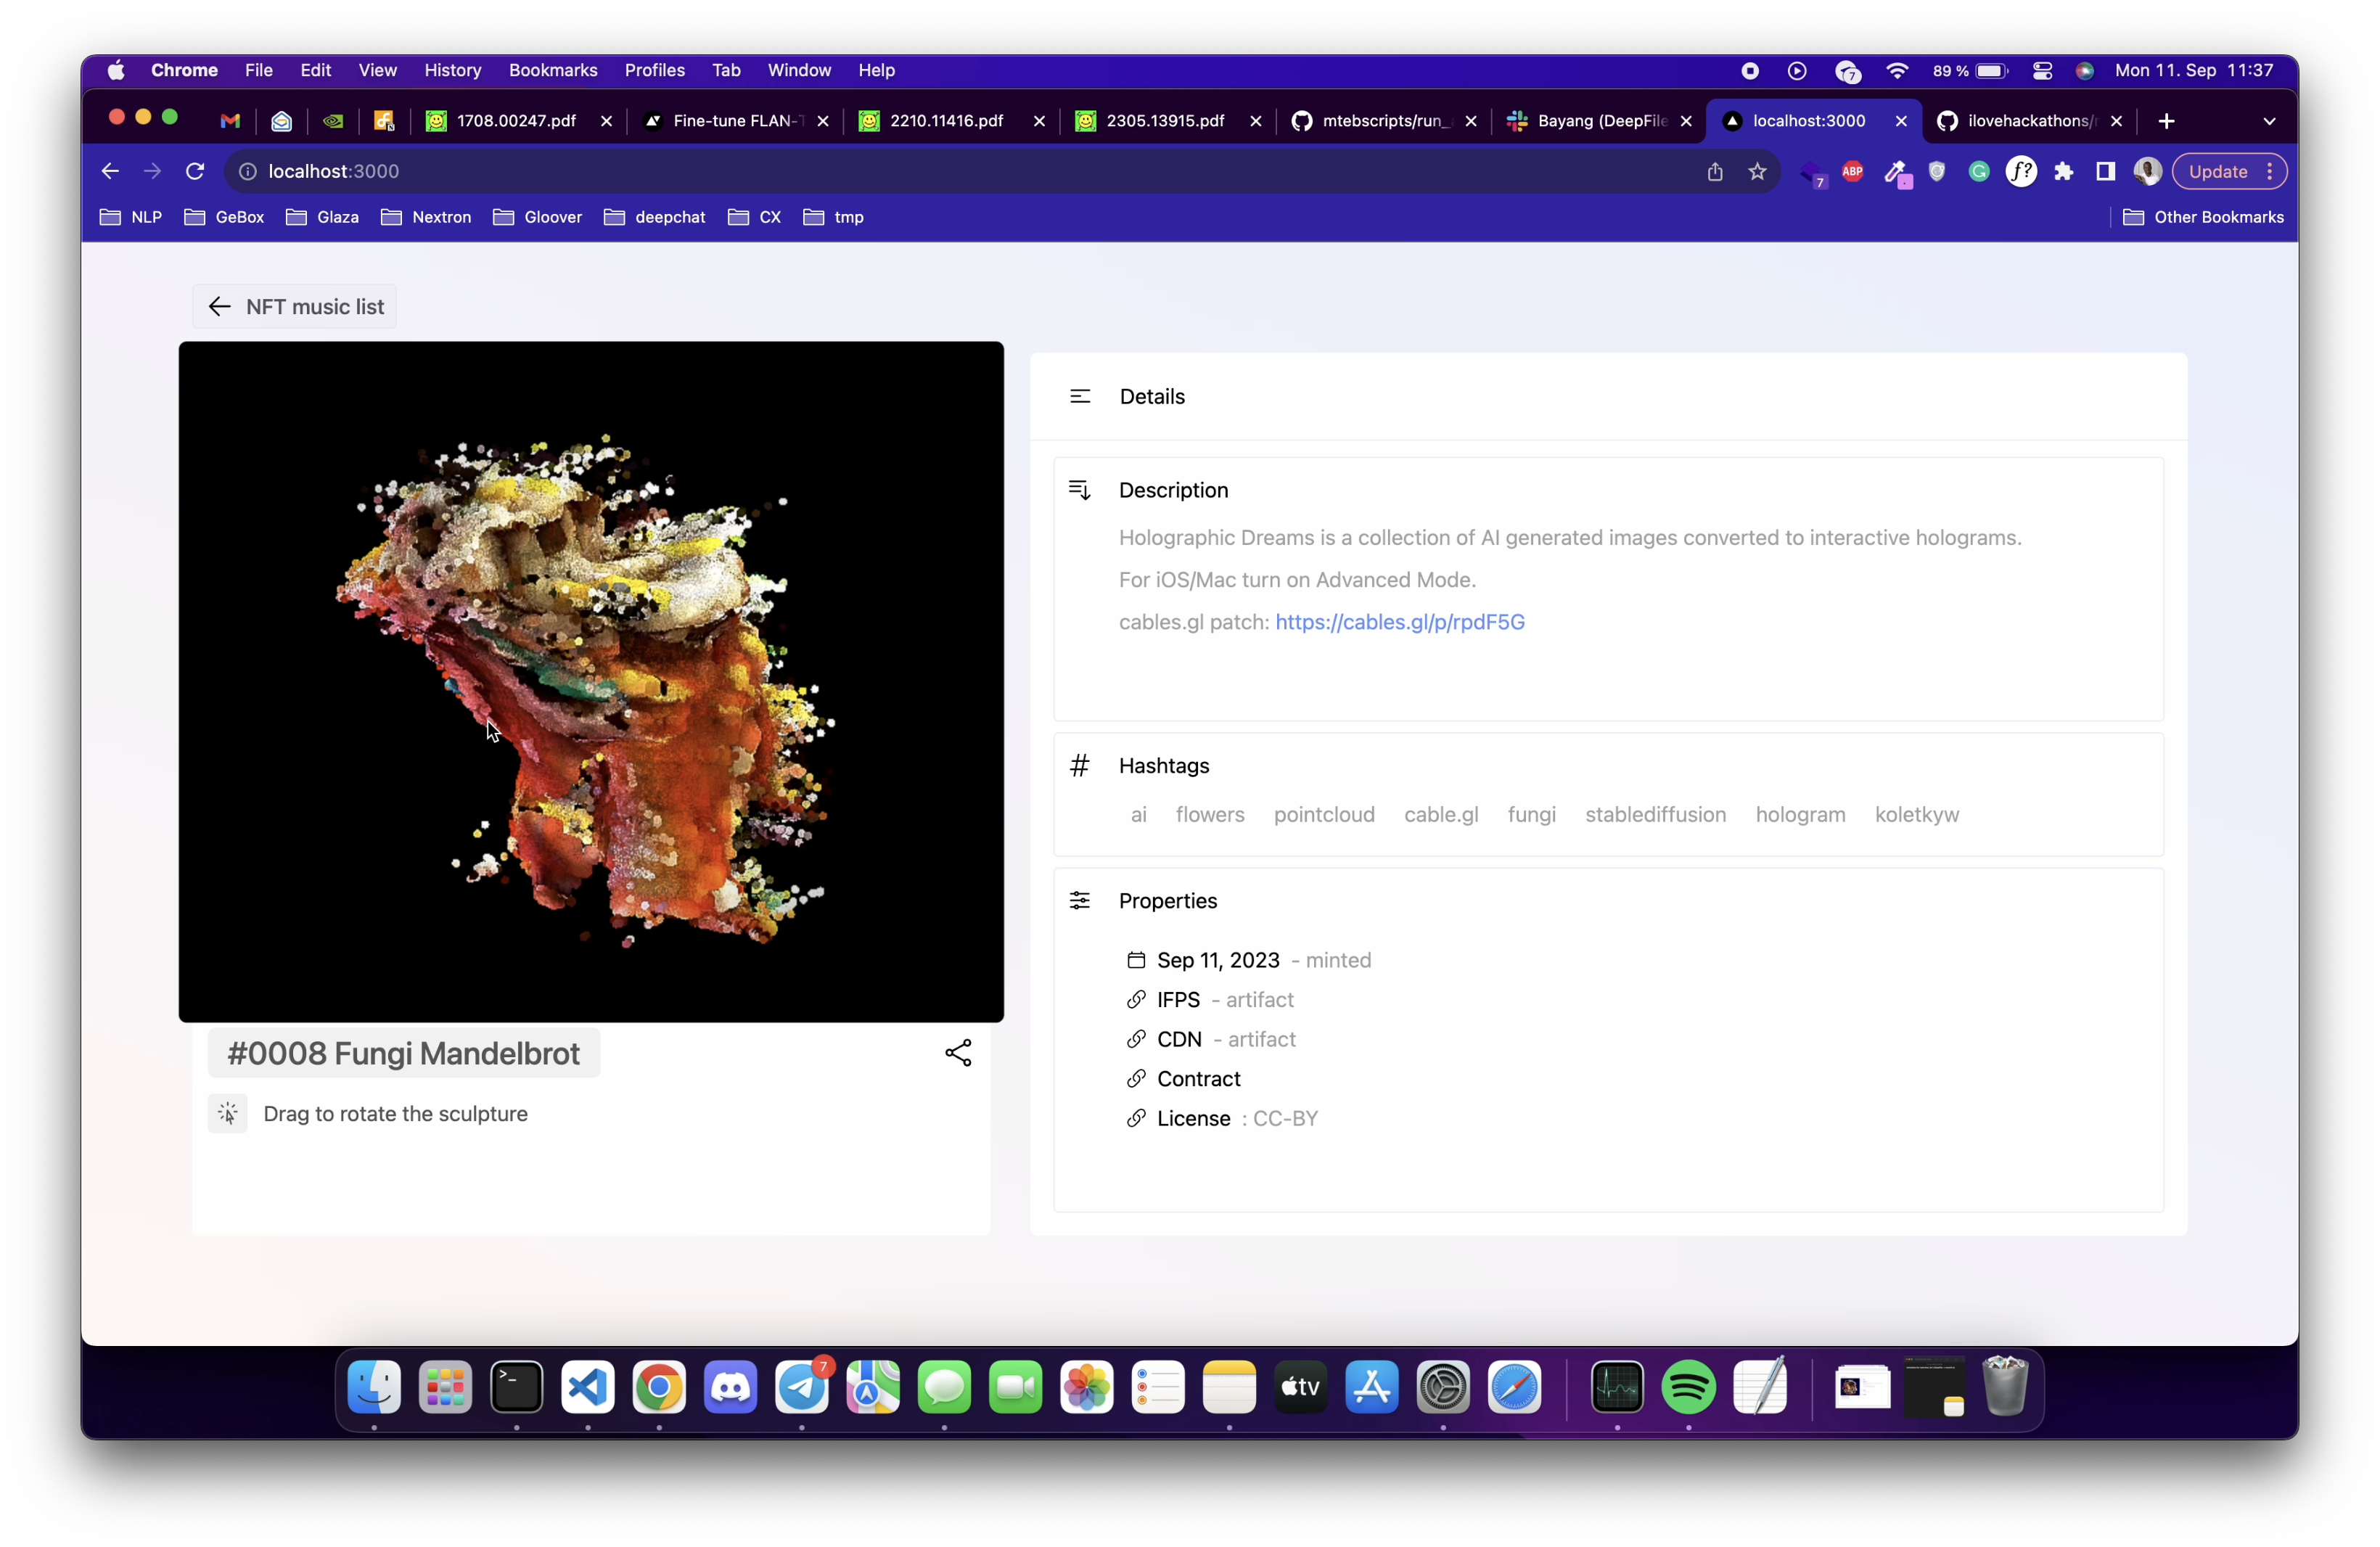 Chrome File Edit View History Bookmarks Profiles Tab Window Help 7 89 % Mon 11. Sep 11:37
1708.00247.pdf Fine-tune FLAN-T 2210.11416.pdf 2305.13915.pdf mtebscripts/run_ Bayang (DeepFile localhost:3000 ilovehackathons/
localhost:3000 7 ABP f? Update
NLP GeBox Glaza Nextron Gloover deepchat CX tmp Other Bookmarks
NFT music list
Details
Description
Holographic Dreams is a collection of AI generated images converted to interactive holograms.
For iOS/Mac turn on Advanced Mode.
cables.gl patch: https://cables.gl/p/rpdF5G
Hashtags
ai flowers pointcloud cable.gl fungi stablediffusion hologram koletkyw
Properties
Sep 11, 2023 - minted
IFPS - artifact
CDN - artifact
Contract
License : CC-BY
#0008 Fungi Mandelbrot
Drag to rotate the sculpture
7
tv